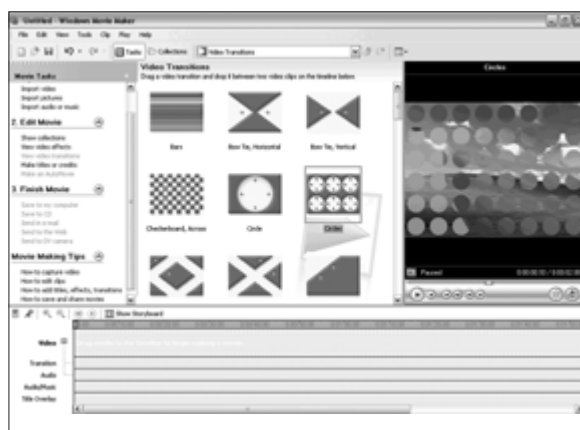 Untitled - Windows Movie Maker
File Edit View Tools Clip Play Help
Tasks Collections Video Transitions
Movie Tasks
Import video
Import pictures
Import audio or music
2. Edit Movie
Show collections
View video effects
View video transitions
Make titles or credits
Make an AutoMovie
3. Finish Movie
Save to my computer
Save to CD
Send in e-mail
Send to the Web
Send to DV camera
Movie Making Tips
How to capture video
How to edit clips
How to add titles, effects, transitions
How to save and share movies
Video Transitions
Drag a video transition and drop it between two video clips on the timeline below
Bars
Bow Tie, Horizontal
Bow Tie, Vertical
Checkerboard, Across
Circle
Circles
Circles
Paused
Show Storyboard
Video
Transition
Audio
Audio/Music
Title Overlay